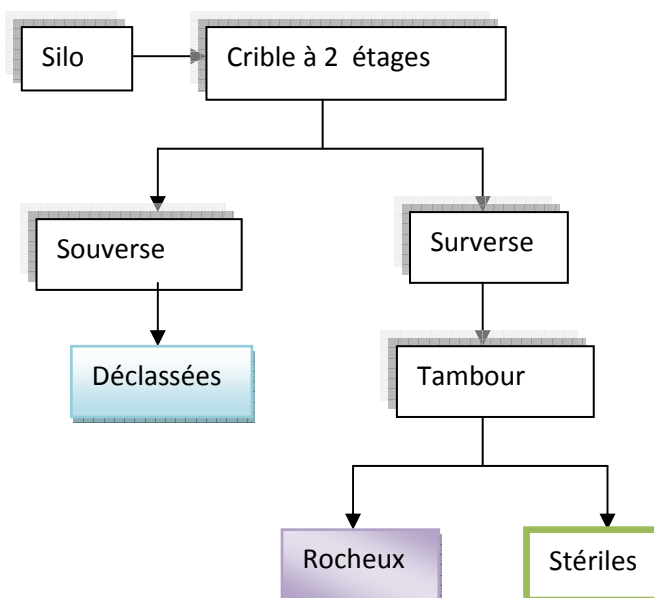 Silo
Crible à 2 étages
Souverse
Surverse
Déclassées
Tambour
Rocheux
Stériles